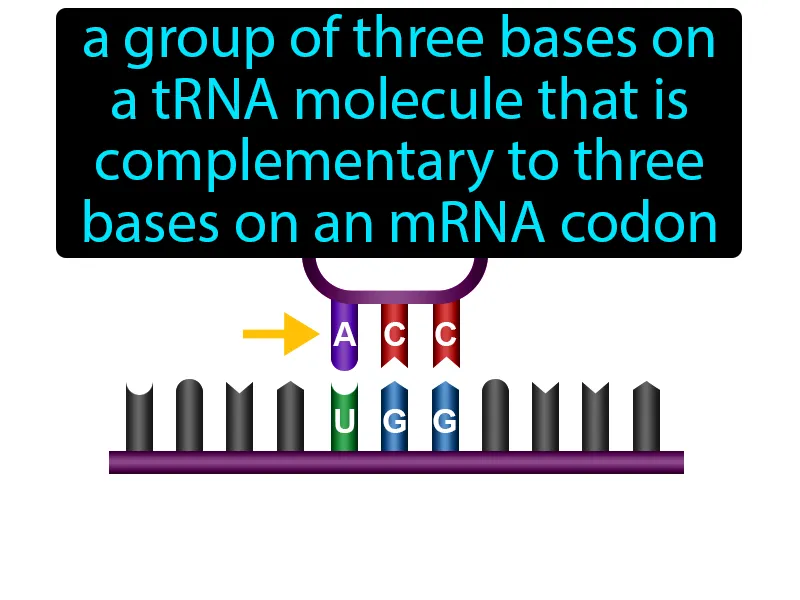 a group of three bases on
a tRNA molecule that is
complementary to three
bases on an mRNA codon
A C C
U G G